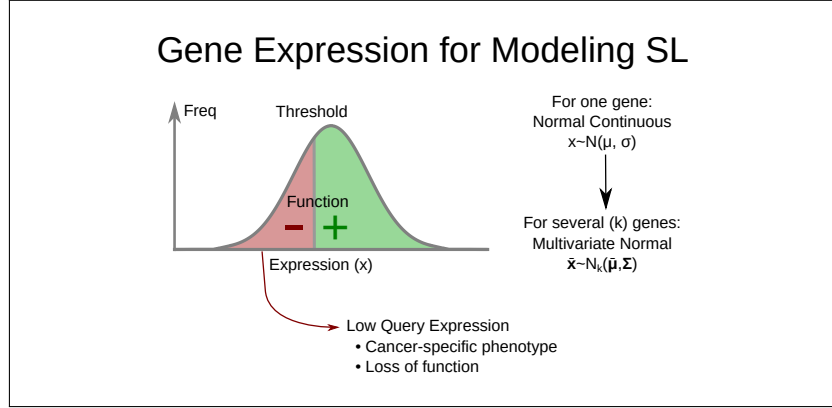 Gene Expression for Modeling SL
Freq
Threshold
Function
− +
Expression (x)
Low Query Expression
• Cancer-specific phenotype
• Loss of function
For one gene:
Normal Continuous
x~N(μ, σ)
For several (k) genes:
Multivariate Normal
x̄~Nₖ(μ̄,Σ)